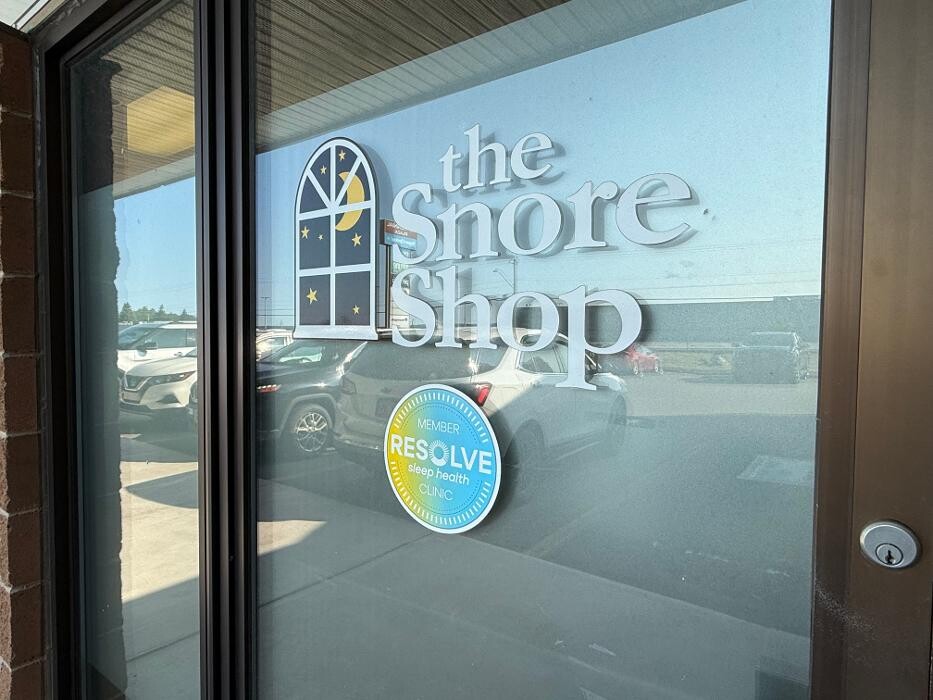 the
Snore
Shop
MEMBER
RESOLVE
sleep health
CLINIC